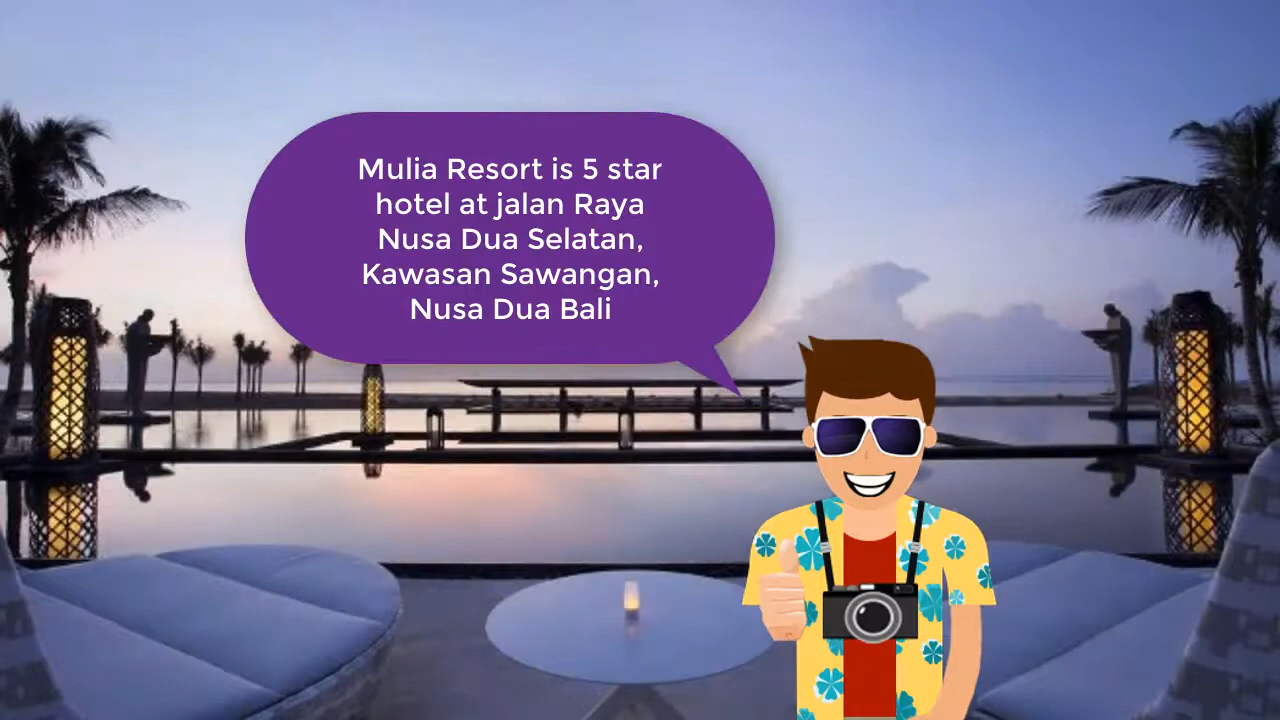 Mulia Resort is 5 star
hotel at jalan Raya
Nusa Dua Selatan,
Kawasan Sawangan,
Nusa Dua Bali